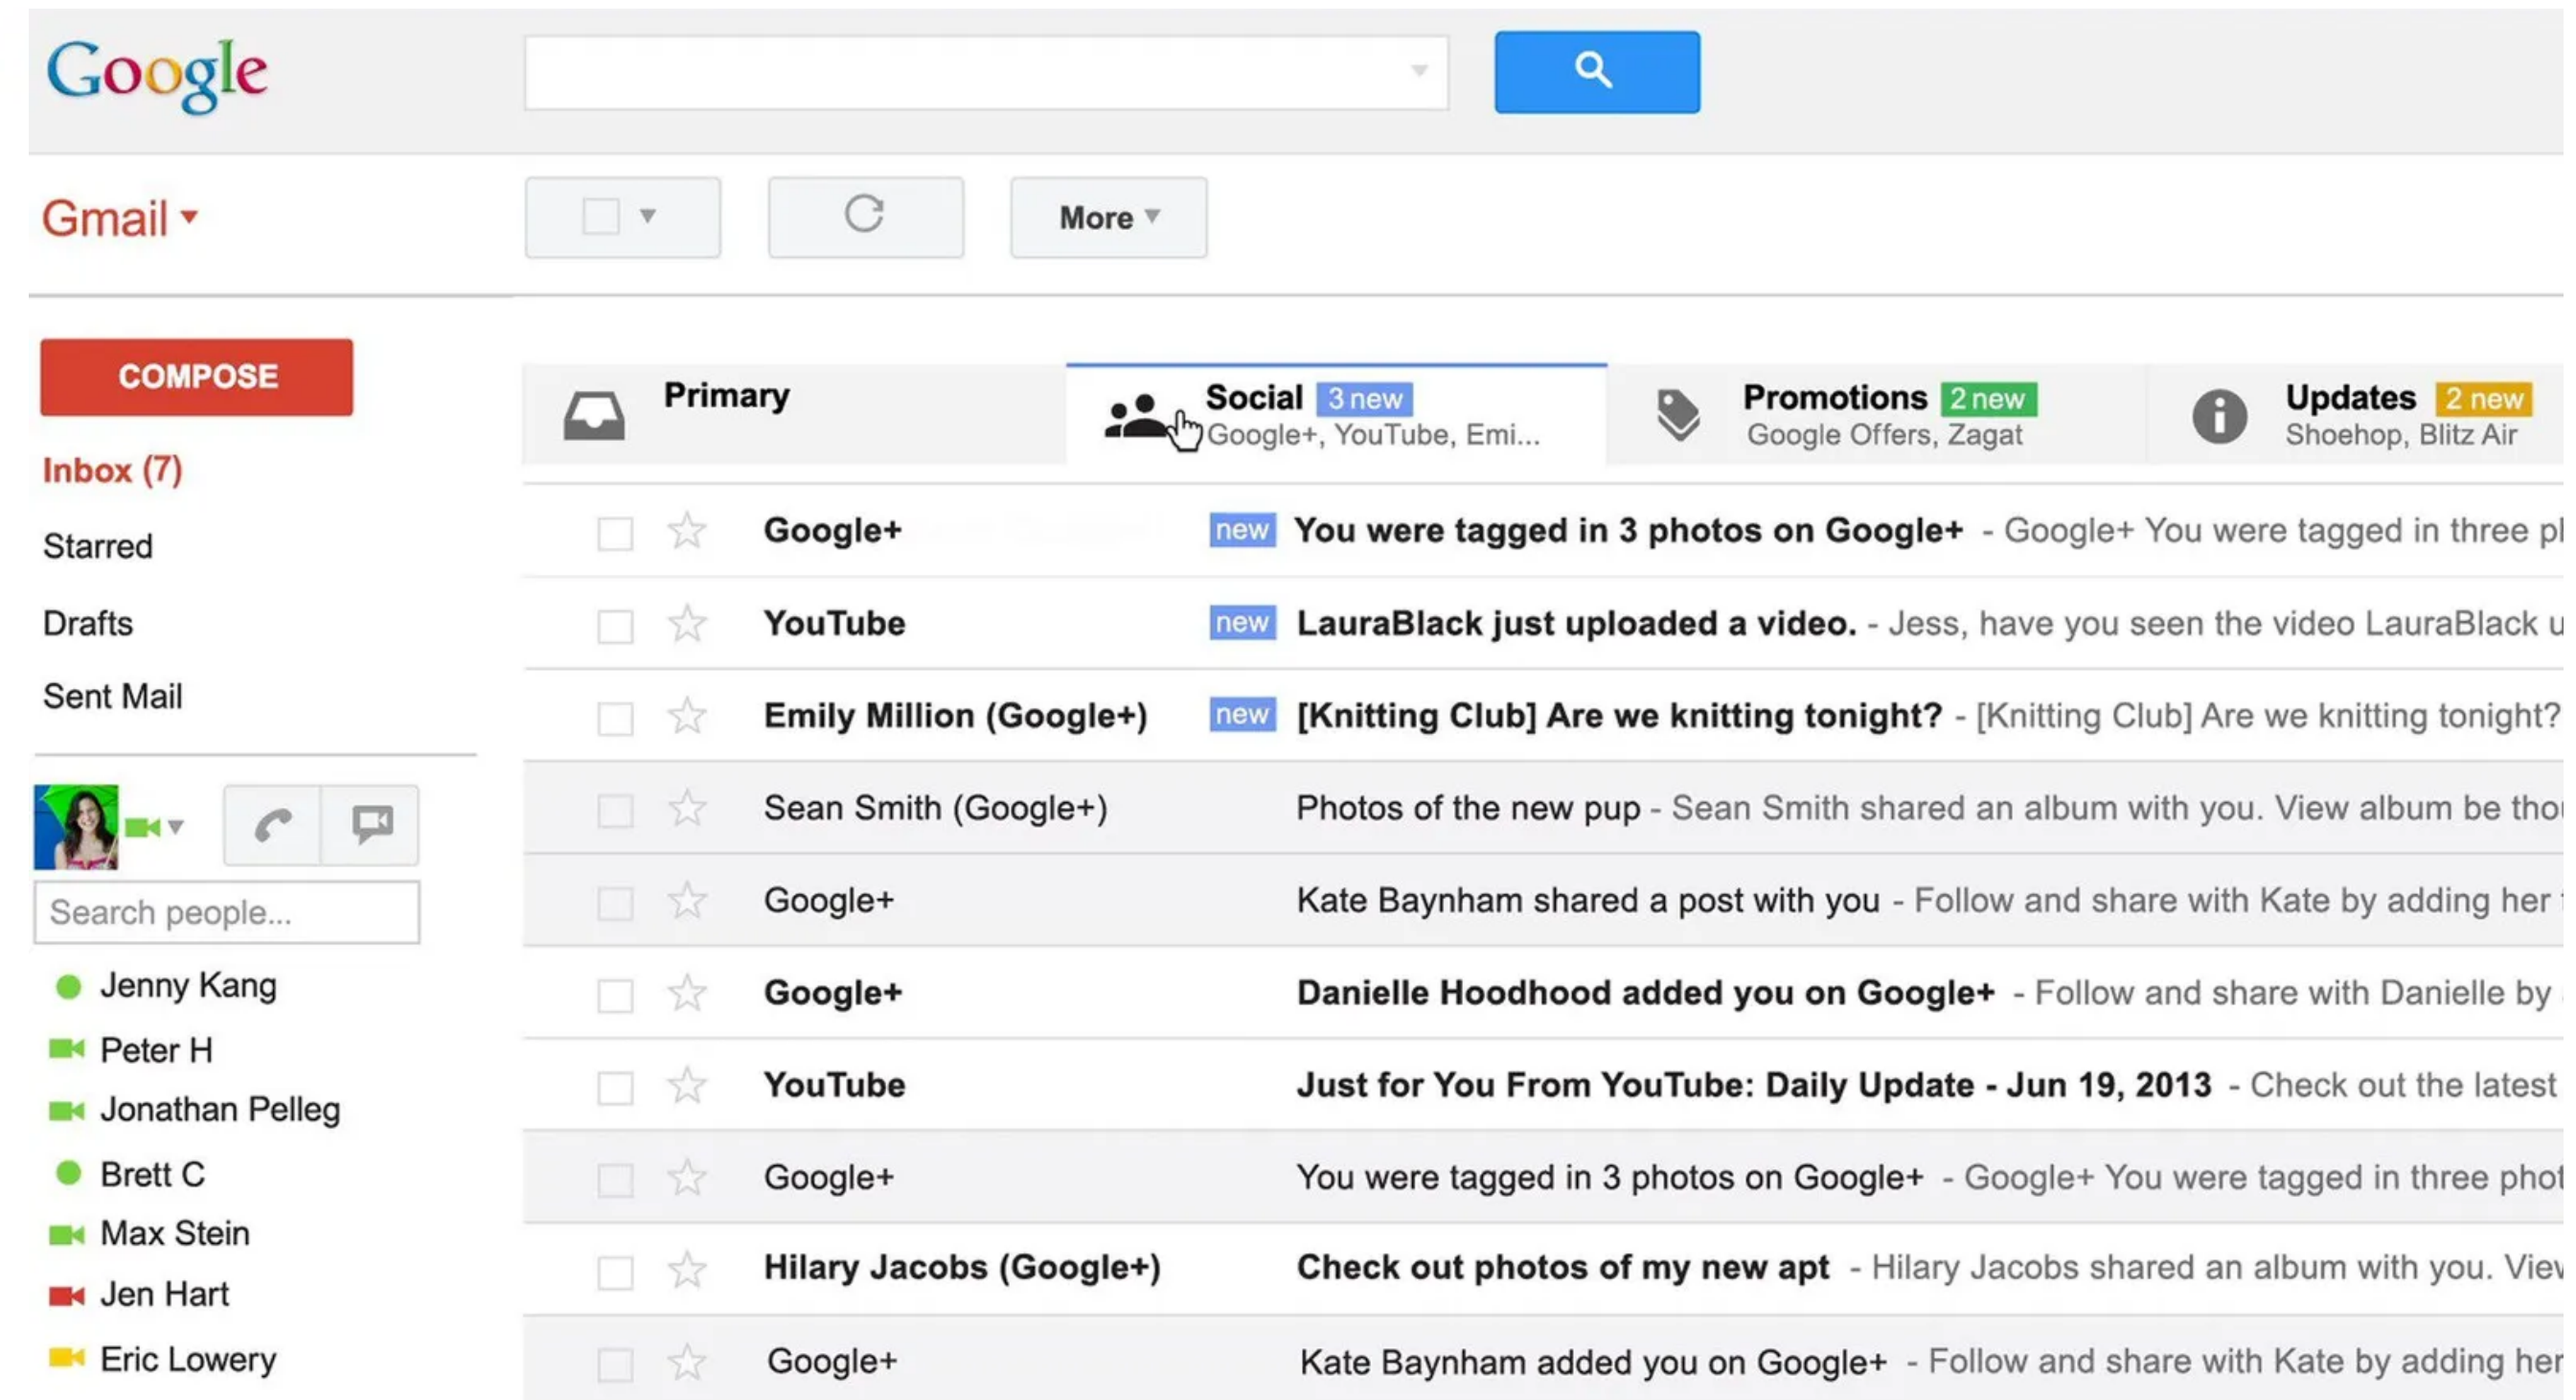 Google
Gmail
More
COMPOSE
Inbox (7)
Starred
Drafts
Sent Mail
Search people...
Jenny Kang
Peter H
Jonathan Pelleg
Brett C
Max Stein
Jen Hart
Eric Lowery
Primary
Social 3 new
Google+, YouTube, Emi...
Promotions 2 new
Google Offers, Zagat
Updates 2 new
Shoehop, Blitz Air
Google+ new You were tagged in 3 photos on Google+ - Google+ You were tagged in three
YouTube new LauraBlack just uploaded a video. - Jess, have you seen the video LauraBlack
Emily Million (Google+) new [Knitting Club] Are we knitting tonight? - [Knitting Club] Are we knitting tonight?
Sean Smith (Google+) Photos of the new pup - Sean Smith shared an album with you. View album be
Google+ Kate Baynham shared a post with you - Follow and share with Kate by adding her
Google+ Danielle Hoodhood added you on Google+ - Follow and share with Danielle by
YouTube Just for You From YouTube: Daily Update - Jun 19, 2013 - Check out the latest
Google+ You were tagged in 3 photos on Google+ - Google+ You were tagged in three
Hilary Jacobs (Google+) Check out photos of my new apt - Hilary Jacobs shared an album with you.
Google+ Kate Baynham added you on Google+ - Follow and share with Kate by adding her